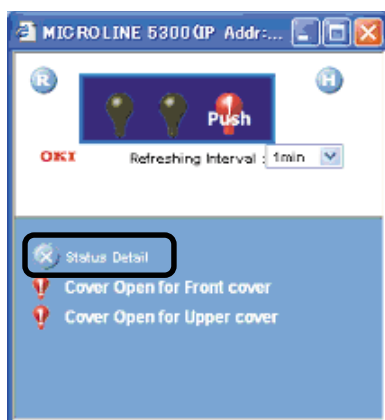 MICROLINE 5300(IP Addr:...
R
H
Push
OKI Refreshing Interval : 1min
Status Detail
Cover Open for Front cover
Cover Open for Upper cover